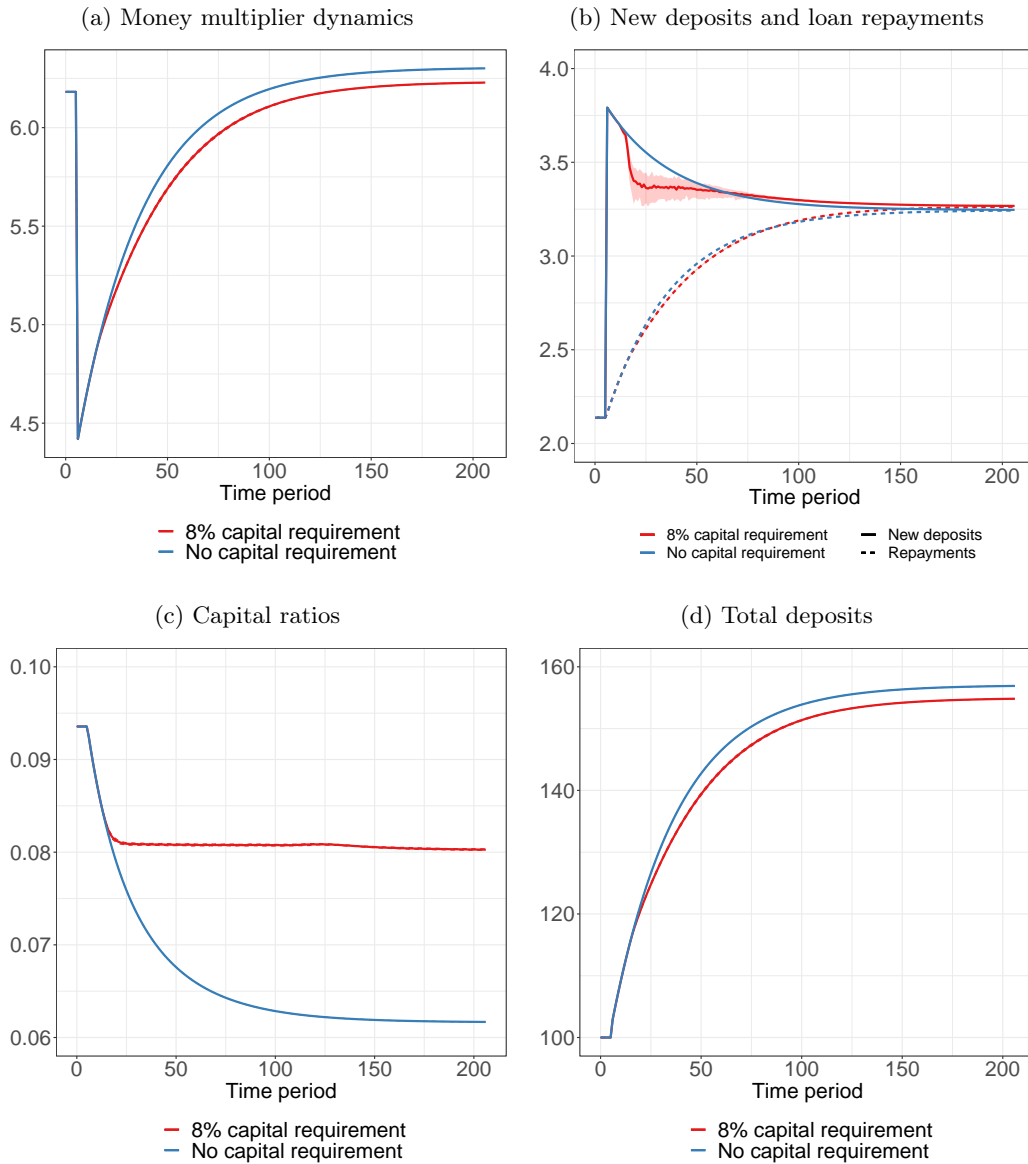 (a) Money multiplier dynamics
6.0
5.5
5.0
4.5
0 50 100 150 200
Time period
8% capital requirement
No capital requirement
(b) New deposits and loan repayments
4.0
3.5
3.0
2.5
2.0
0 50 100 150 200
Time period
8% capital requirement New deposits
No capital requirement Repayments
(c) Capital ratios
0.10
0.09
0.08
0.07
0.06
0 50 100 150 200
Time period
8% capital requirement
No capital requirement
(d) Total deposits
160
140
120
100
0 50 100 150 200
Time period
8% capital requirement
No capital requirement